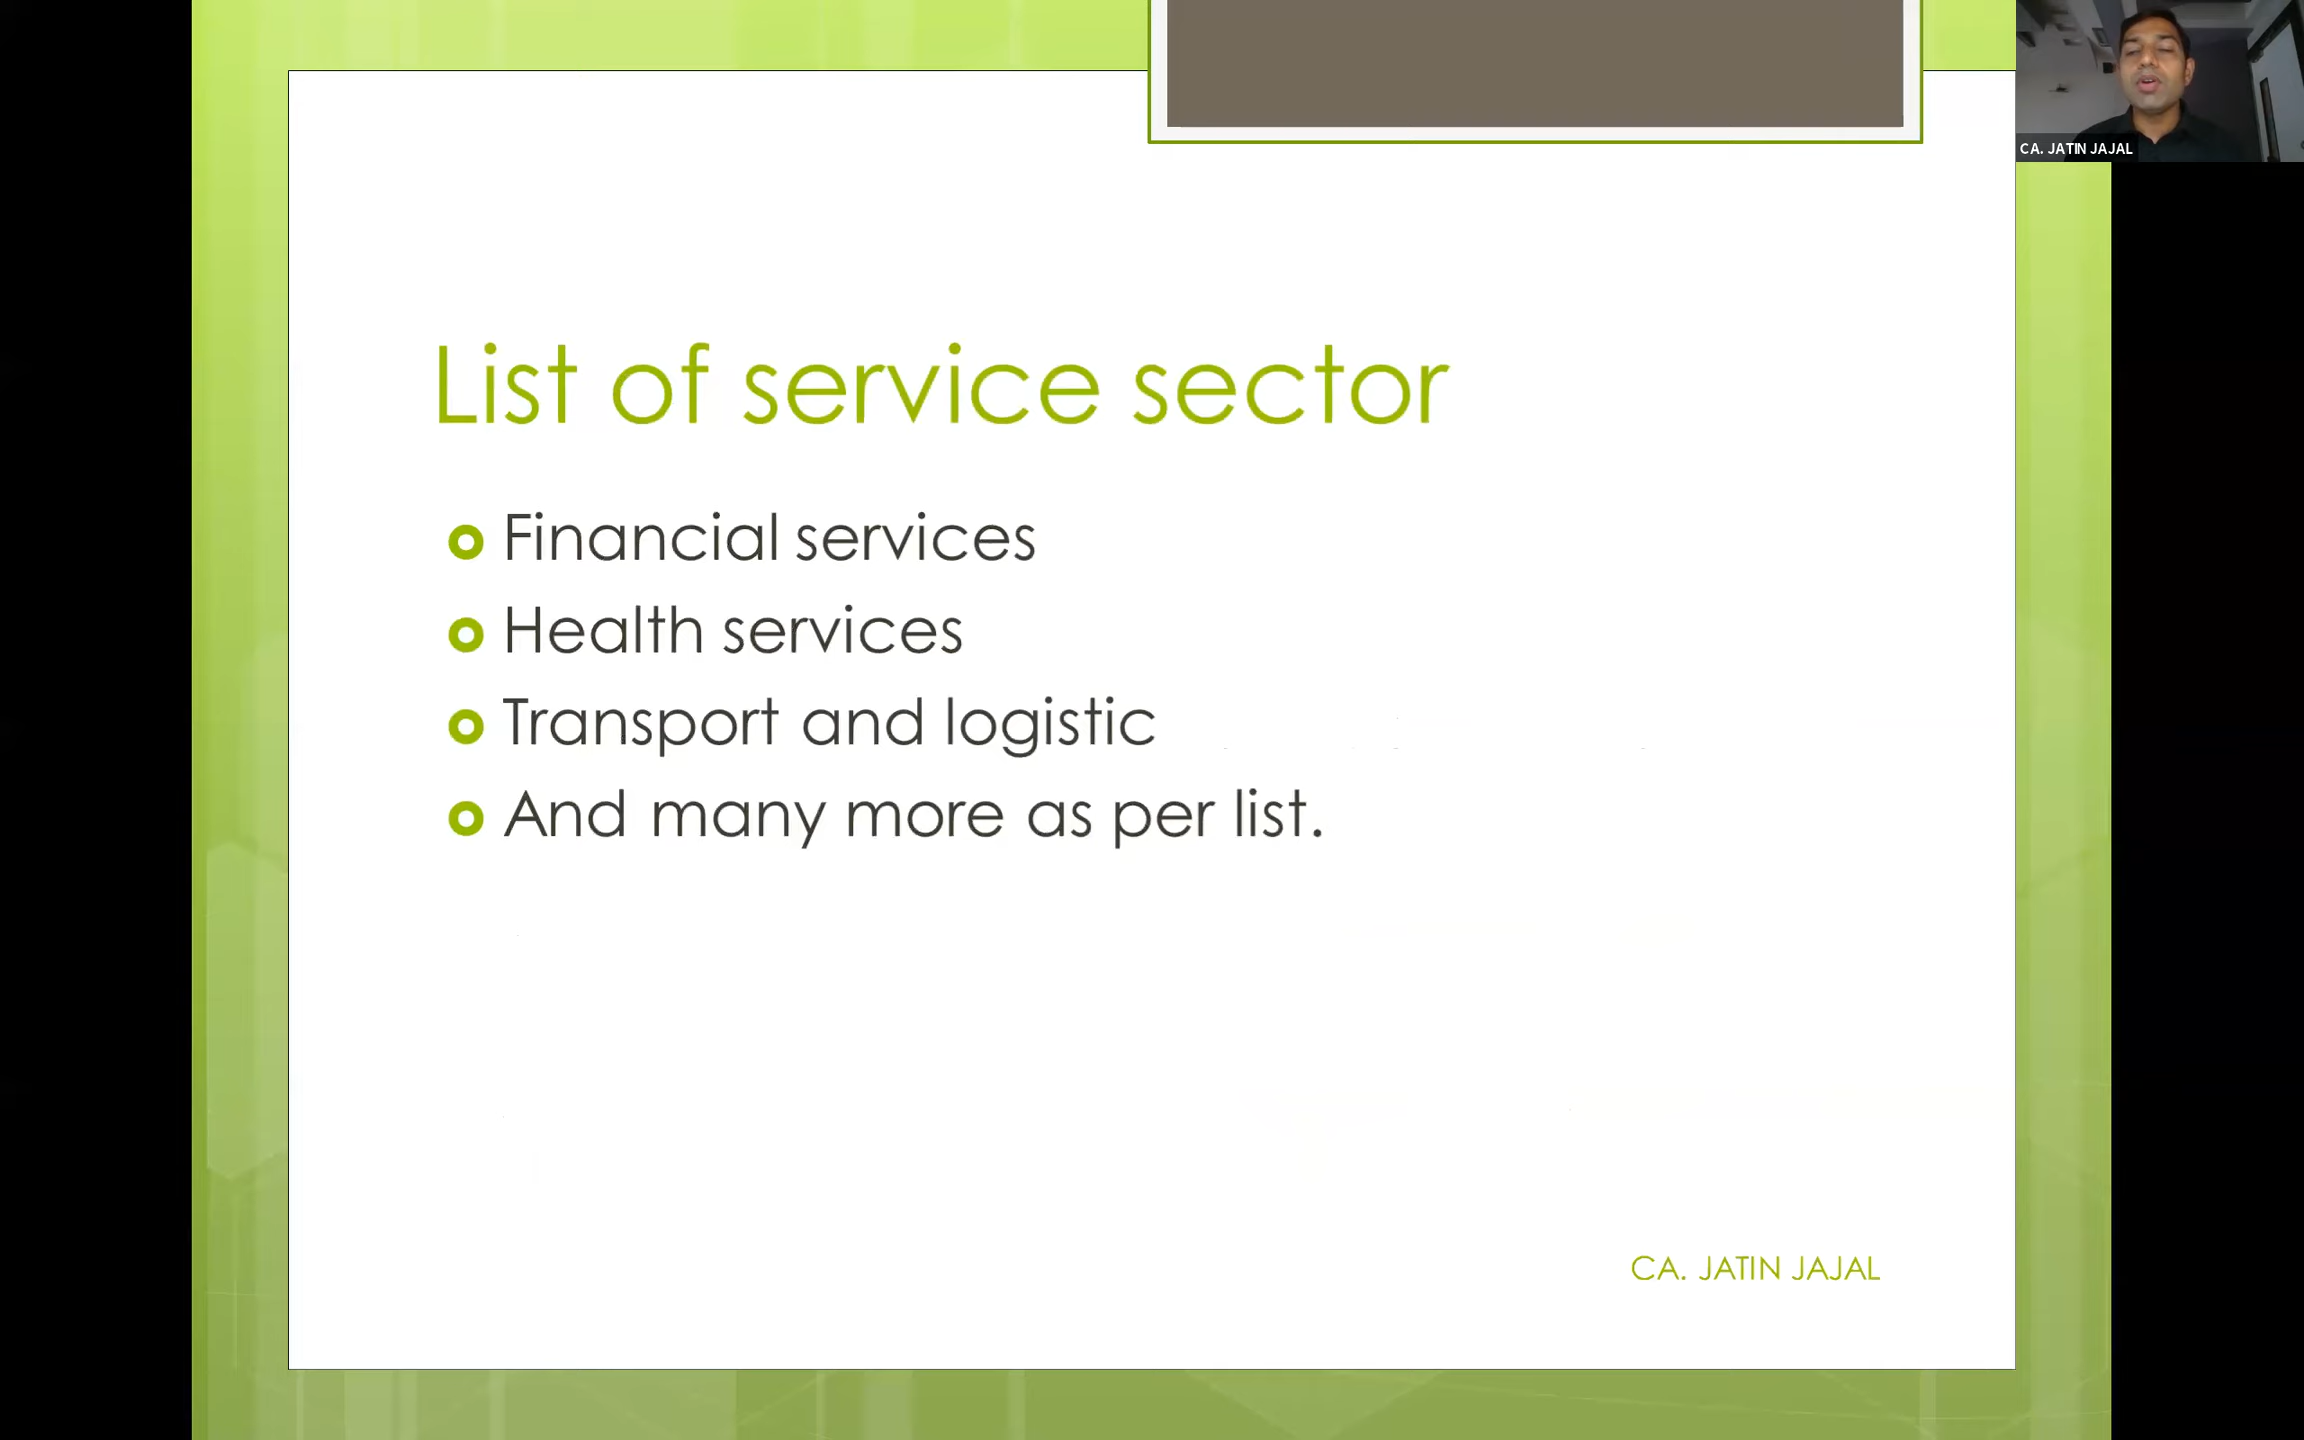 CA. JATIN JAJAL
List of service sector
Financial services
Health services
Transport and logistic
And many more as per list.
CA. JATIN JAJAL